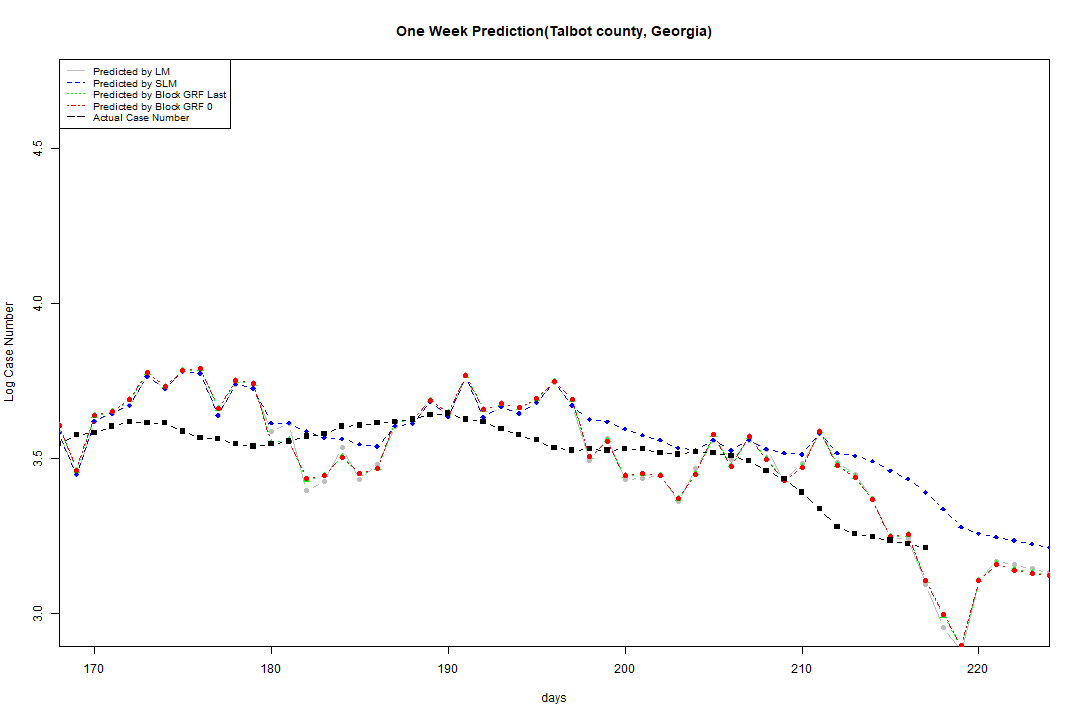 One Week Prediction(Talbot county, Georgia)
Predicted by LM
Predicted by SLM
Predicted by Block GRF Last
Predicted by Block GRF 0
Actual Case Number
4.5
4.0
3.5
3.0
Log Case Number
170 180 190 200 210 220
days